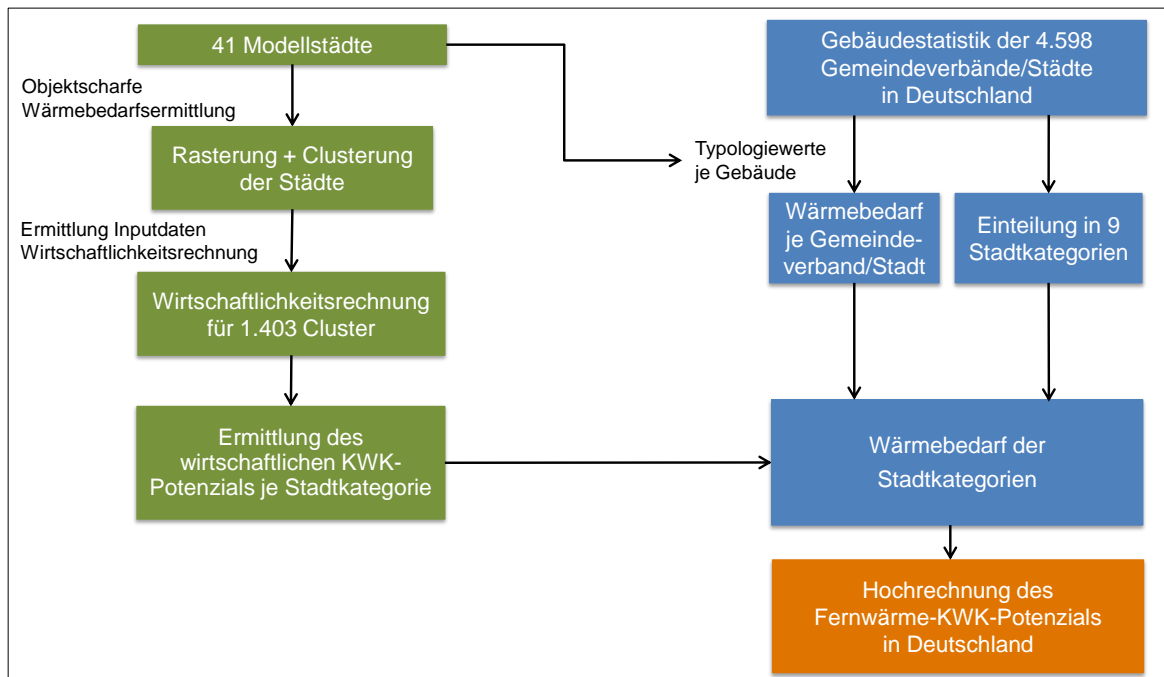 41 Modellstädte
Objektscharfe
Wärmebedarfsermittlung
Rasterung + Clusterung
der Städte
Ermittlung Inputdaten
Wirtschaftlichkeitsrechnung
Wirtschaftlichkeitsrechnung
für 1.403 Cluster
Ermittlung des
wirtschaftlichen KWK-
Potenzials je Stadtkategorie
Gebäudestatistik der 4.598
Gemeindeverbände/Städte
in Deutschland
Typologiewerte
je Gebäude
Wärmebedarf
je Gemeinde-
verband/Stadt
Einteilung in 9
Stadtkategorien
Wärmebedarf der
Stadtkategorien
Hochrechnung des
Fernwärme-KWK-Potenzials
in Deutschland